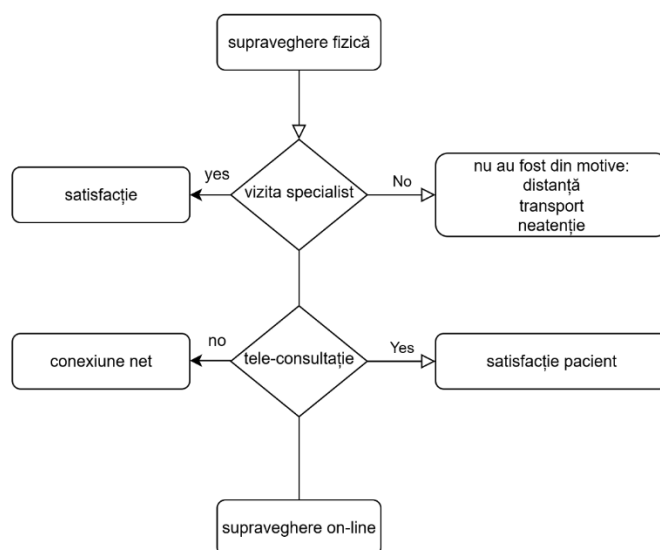 supraveghere fizică
yes
No
satisfacție
vizita specialist
nu au fost din motive:
distanță
transport
neatenție
no
Yes
conexiune net
tele-consultație
satisfacție pacient
supraveghere on-line